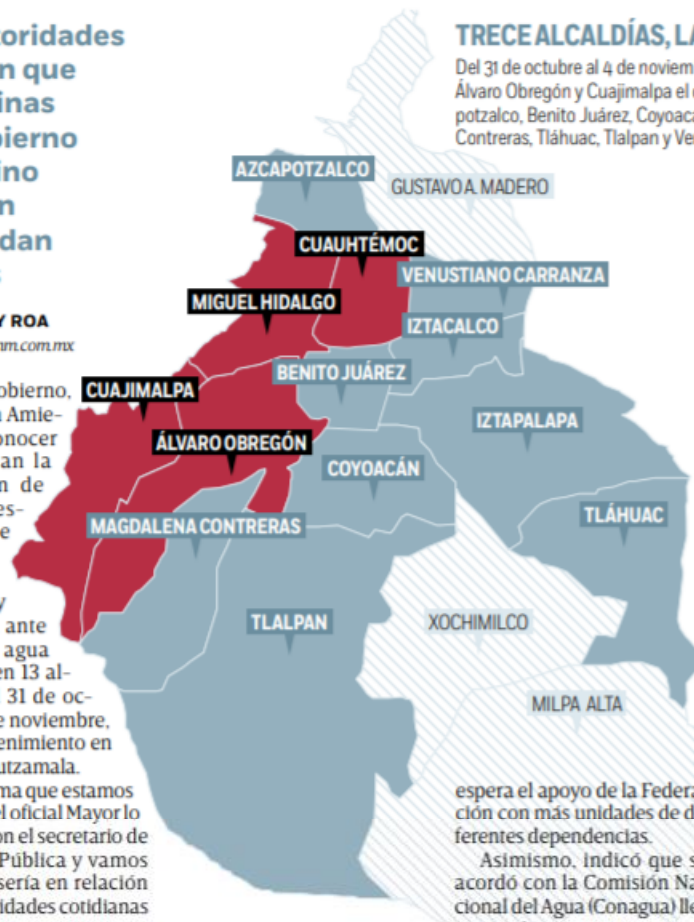 oridades
n que
inas
ierno
ino
n
dan
Y ROA
nm.com.mx
obierno,
Amie-
onocer
an la
n de
es-
e
y
ante
agua
en 13 al-
31 de oc-
e noviembre,
enimiento en
utzamala.
ma que estamos
el oficial Mayor lo
on el secretario de
Pública y vamos
sería en relación
idades cotidianas
TRECE ALCALDÍAS, LA
Del 31 de octubre al 4 de noviem
Álvaro Obregón y Cuajimalpa el
potzalco, Benito Juárez, Coyoaca
Contreras, Tláhuac, Tlalpan y Ve
AZCAPOTZALCO
GUSTAVO A. MADERO
CUAUHTÉMOC
VENUSTIANO CARRANZA
MIGUEL HIDALGO
IZTACALCO
BENITO JUÁREZ
CUAJIMALPA
IZTAPALAPA
ÁLVARO OBREGÓN
COYOACÁN
TLÁHUAC
MAGDALENA CONTRERAS
TLALPAN
XOCHIMILCO
MILPA ALTA
espera el apoyo de la Federa
ción con más unidades de d
ferentes dependencias.
Asimismo, indicó que s
acordó con la Comisión Na
cional del Agua (Conagua) lle